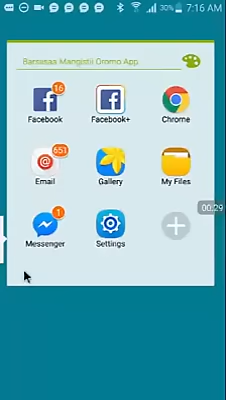 30% 7:16 AM
Barsiisaa Mangistii Oromo App
16
Facebook
Facebook+
Chrome
651
Email
Gallery
My Files
00:29
1
Messenger
Settings